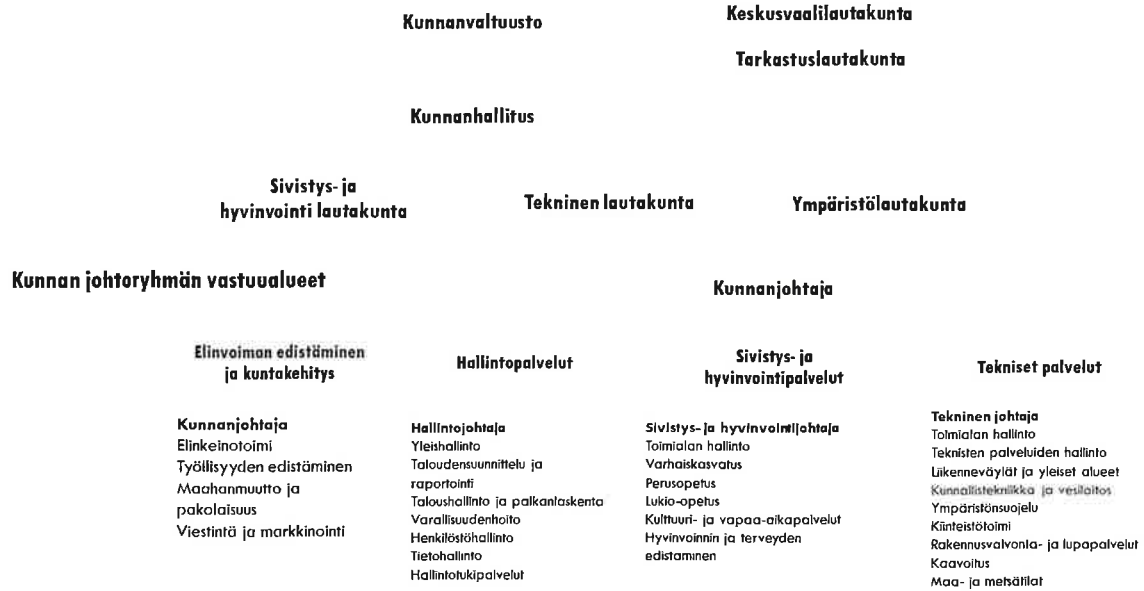 Kunnanvaltuusto
Keskusvaalilautakunta
Tarkastuslautakunta
Kunnanhallitus
Sivistys- ja
hyvinvointi lautakunta
Tekninen lautakunta
Ympäristölautakunta
Kunnan johtoryhmän vastuualueet
Kunnanjohtaja
Elinvoiman edistäminen
ja kuntakehitys
Kunnanjohtaja
Elinkeinotoimi
Työllisyyden edistäminen
Maahanmuutto ja
pakolaisuus
Viestintä ja markkinointi
Hallintopalvelut
Hallintojohtaja
Yleishallinto
Taloudensuunnittelu ja
raportointi
Taloushallinto ja palkanlaskenta
Varallisuudenhoito
Henkilöstöhallinto
Tietohallinto
Hallintotukipalvelut
Sivistys- ja
hyvinvointipalvelut
Sivistys- ja hyvinvointijohtaja
Toimialan hallinto
Varhaiskasvatus
Perusopetus
Lukio-opetus
Kulttuuri- ja vapaa-aikapalvelut
Hyvinvoinnin ja terveyden
edistaminen
Tekniset palvelut
Tekninen johtaja
Toimialan hallinto
Teknisten palveluiden hallinto
Liikenneväylät ja yleiset alueet
Kunnallistekniikka ja vesilaitos
Ympäristönsuojelu
Kiinteistötoimi
Rakennusvalvonta- ja lupapalvelut
Kaavoitus
Maa- ja metsätilat